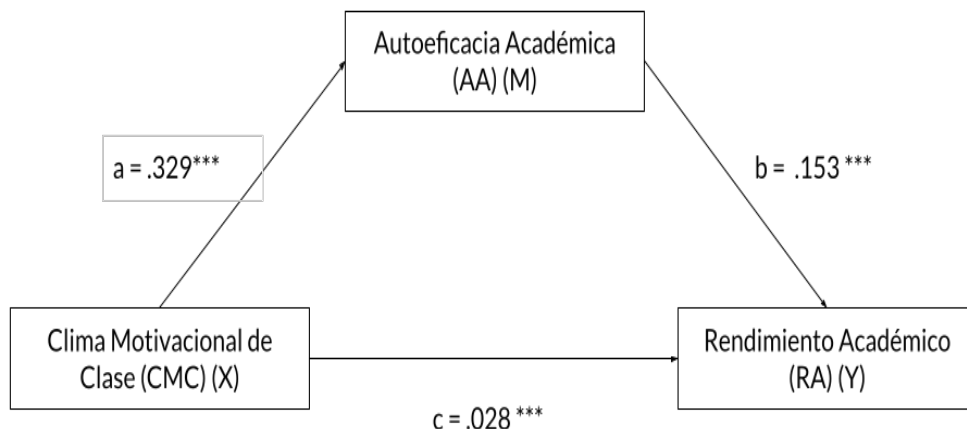 Autoeficacia Académica
(AA) (M)
a = .329***
b = .153 ***
Clima Motivacional de
Clase (CMC) (X)
Rendimiento Académico
(RA) (Y)
c = .028 ***